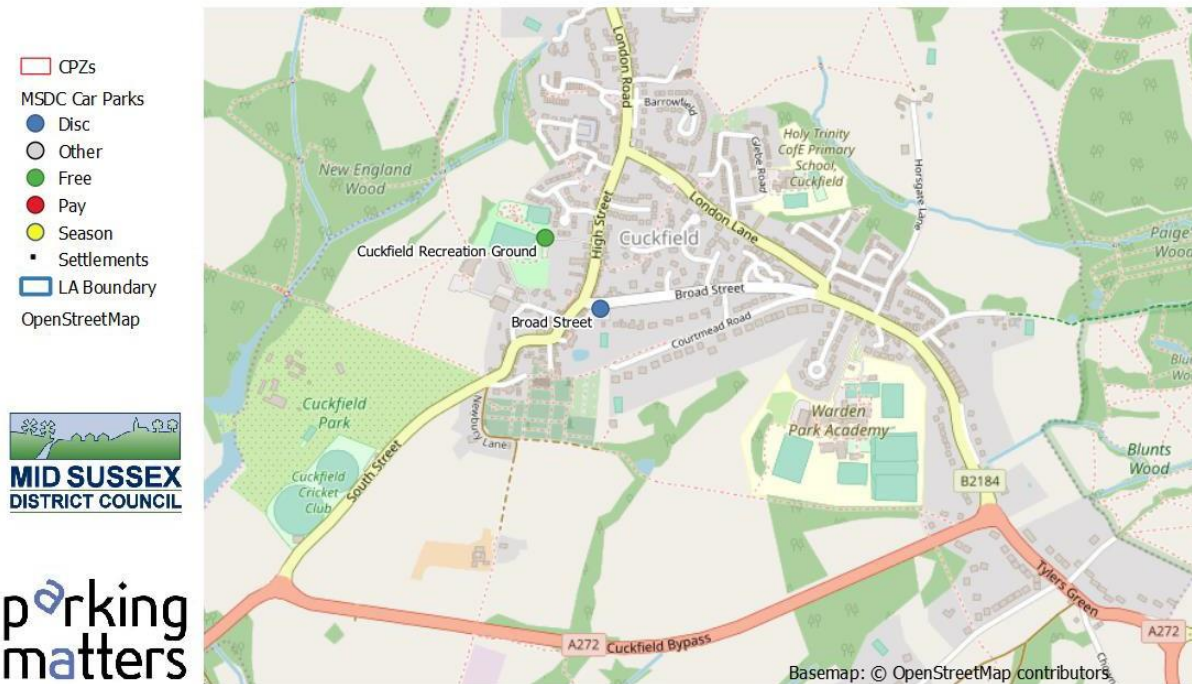 CPZs
MSDC Car Parks
Disc
Other
Free
Pay
Season
Settlements
LA Boundary
OpenStreetMap
MID SUSSEX
DISTRICT COUNCIL
parking
matters
London Road
Barrowfield
Glebe Road
Holy Trinity
CofE Primary
School,
Cuckfield
Horsgate Lane
New England
Wood
London Lane
High Street
Cuckfield
Paige
Wood
Cuckfield Recreation Ground
Broad Street
Broad Street
Courtmead Road
Cuckfield
Park
Newbury
Lane
Warden
Park Academy
Blunts
Wood
South Street
Cuckfield
Cricket
Club
B2184
Tylers Green
A272
Cuckfield Bypass
A272
Basemap: © OpenStreetMap contributors